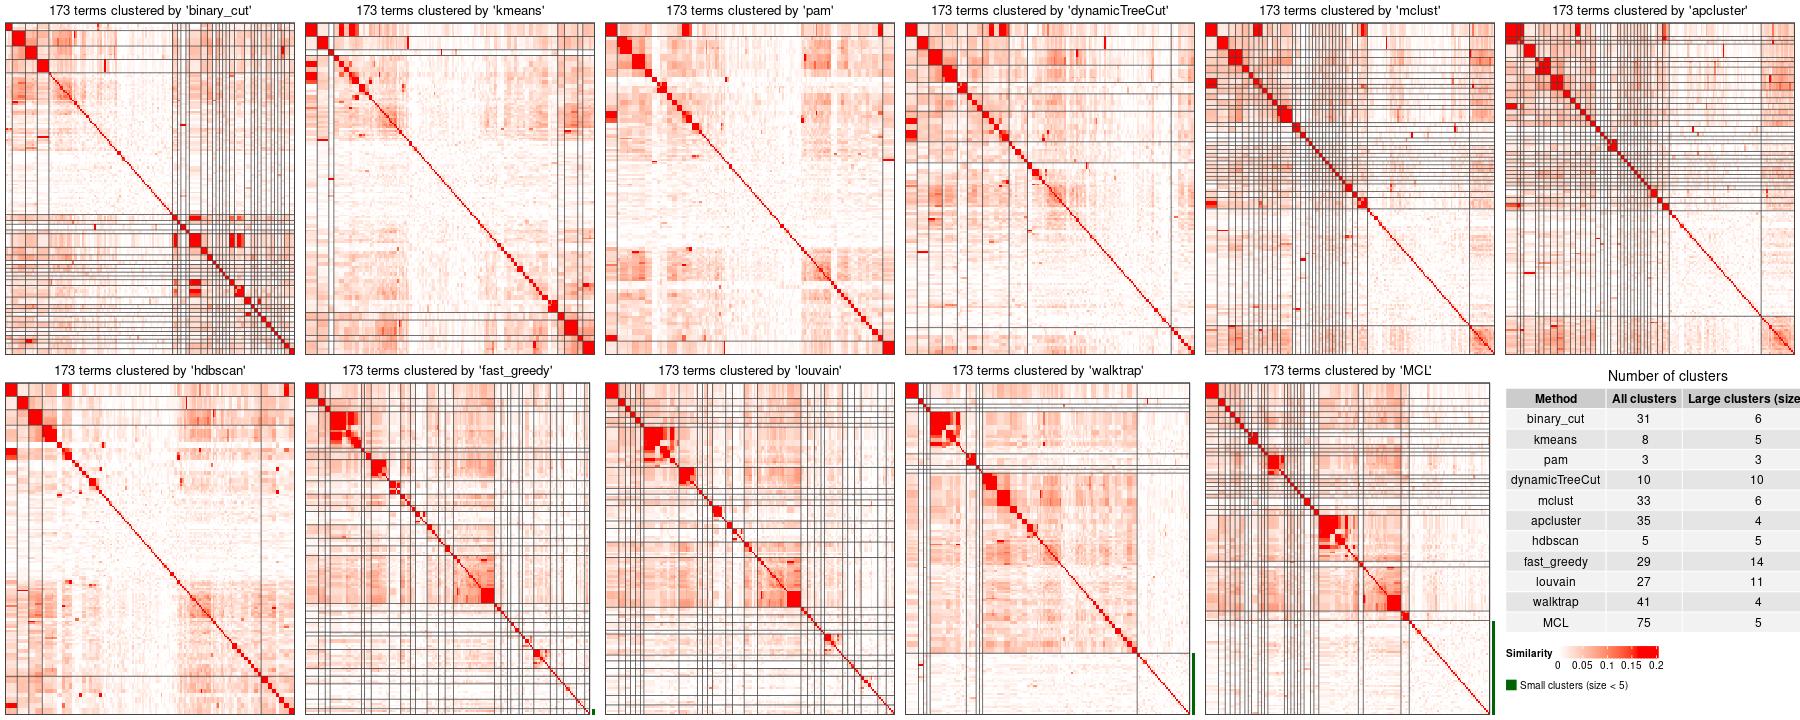 173 terms clustered by 'binary_cut'
173 terms clustered by 'kmeans'
173 terms clustered by 'pam'
173 terms clustered by 'dynamicTreeCut'
173 terms clustered by 'mclust'
173 terms clustered by 'apcluster'
173 terms clustered by 'hdbscan'
173 terms clustered by 'fast_greedy'
173 terms clustered by 'louvain'
173 terms clustered by 'walktrap'
173 terms clustered by 'MCL'
Number of clusters
Method All clusters Large clusters (size
binary_cut 31 6
kmeans 8 5
pam 3 3
dynamicTreeCut 10 10
mclust 33 6
apcluster 35 4
hdbscan 5 5
fast_greedy 29 14
louvain 27 11
walktrap 41 4
MCL 75 5
Similarity
0 0.05 0.1 0.15 0.2
Small clusters (size < 5)